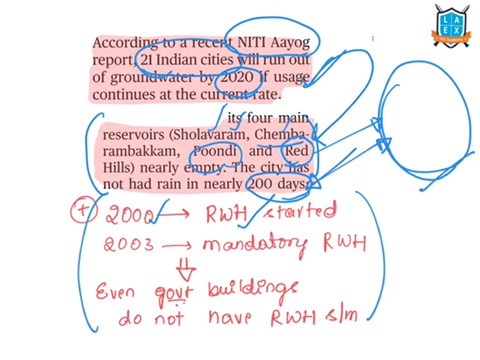 LA
EX
According to a recent NITI Aayog
report 21 Indian cities will run out
of groundwater by 2020 if usage
continues at the current rate.
its four main
reservoirs (Sholavaram, Chemba-
rambakkam, Poondi and Red
Hills) nearly empty. The city has
not had rain in nearly 200 days
+ 2000 → RWH started
2003 → mandatory RWH
Even govt buildings
do not have RWH s/m